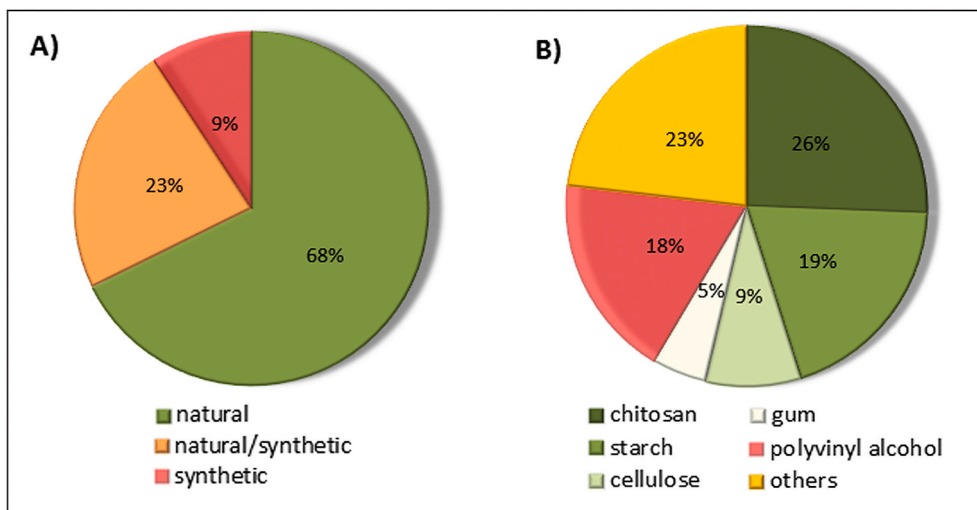 A)
9%
23%
68%
natural
natural/synthetic
synthetic
B)
23%
26%
18%
19%
5%
9%
chitosan
gum
starch
polyvinyl alcohol
cellulose
others